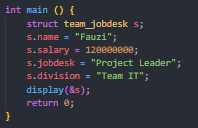 int main () {
    struct team_jobdesk s;
    s.name = "Fauzi";
    s.salary = 120000000;
    s.jobdesk = "Project Leader";
    s.division = "Team IT";
    display(&s);
    return 0;
}